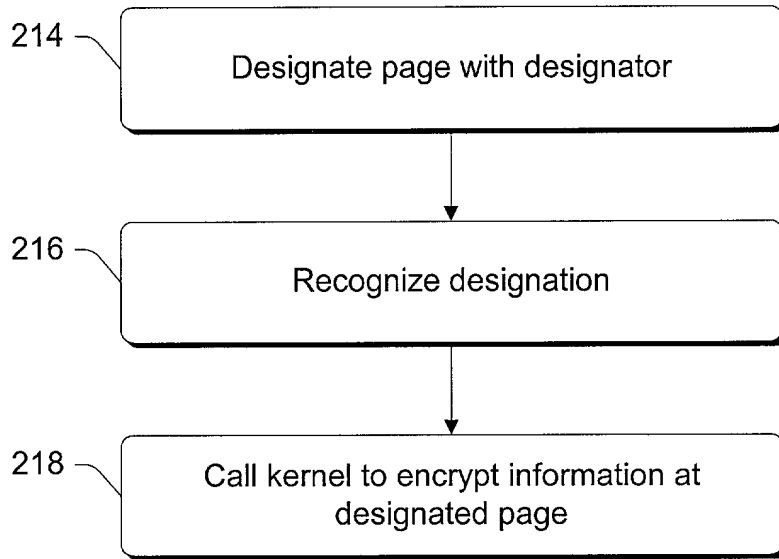 214
Designate page with designator
216
Recognize designation
218
Call kernel to encrypt information at
designated page